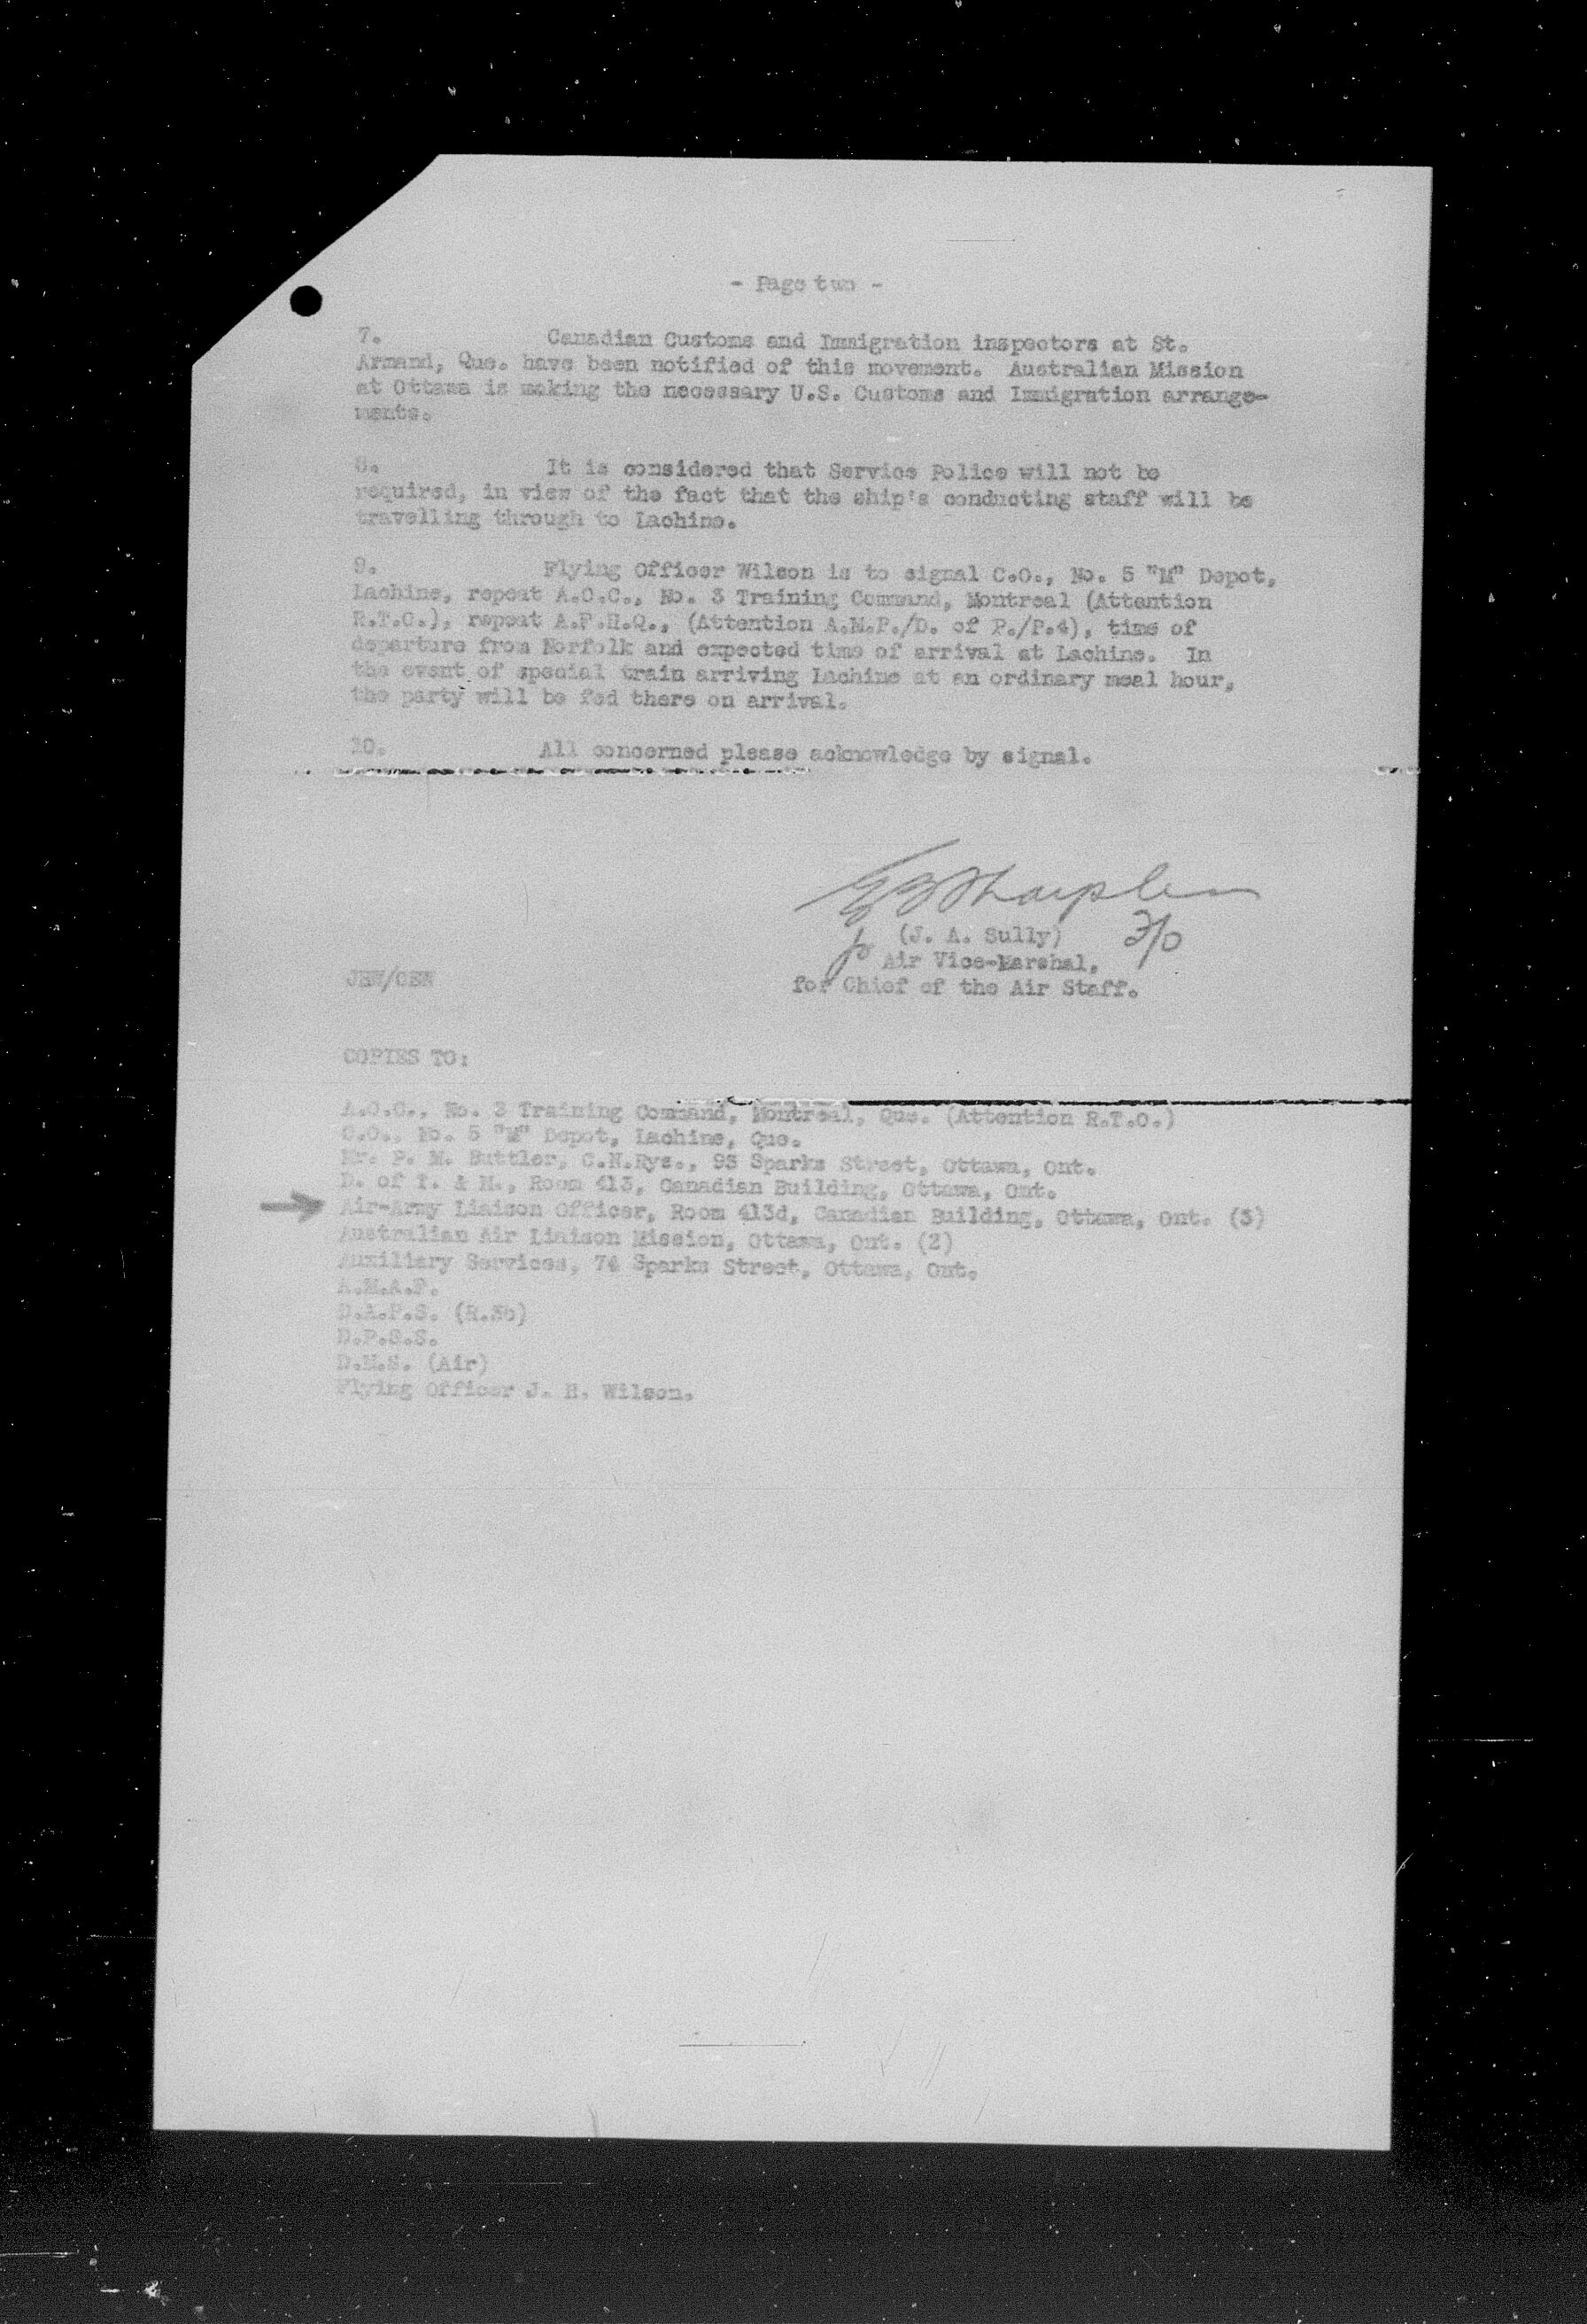 - Page two -
7. Canadian Customs and Immigration inspectors at St.
Armand, Que. have been notified of this movement. Australian Mission
at Ottawa is making the necessary U.S. Customs and Immigration arrange-
ments.
8. It is considered that Service Police will not be
required, in view of the fact that the ship's conducting staff will be
travelling through to Lachine.
9. Flying Officer Wilson is to signal C.O., No. 5 "M" Depot,
Lachine, repeat A.O.C., No. 3 Training Command, Montreal (Attention
R.T.O.), repeat A.F.H.Q., (Attention A.M.P./D. of P./P.4), time of
departure from Norfolk and expected time of arrival at Lachine. In
the event of special train arriving Lachine at an ordinary meal hour,
the party will be fed there on arrival.
10. All concerned please acknowledge by signal.
(J. A. Sully)
Air Vice-Marshal,
for Chief of the Air Staff.
COPIES TO:
A.O.C., No. 3 Training Command, Montreal, Que. (Attention R.T.O.)
C.O., No. 5 "M" Depot, Lachine, Que.
Mr. P. M. Buttler, C.N.Rys., 93 Sparks Street, Ottawa, Ont.
D. of T. & M., Room 413, Canadian Building, Ottawa, Ont.
Air-Army Liaison Officer, Room 413d, Canadian Building, Ottawa, Ont. (3)
Australian Air Liaison Mission, Ottawa, Ont. (2)
Auxiliary Services, 74 Sparks Street, Ottawa, Ont.
A.M.A.F.
D.A.P.S. (R.3b)
D.P.S.S.
D.M.S. (Air)
Flying Officer J. H. Wilson.